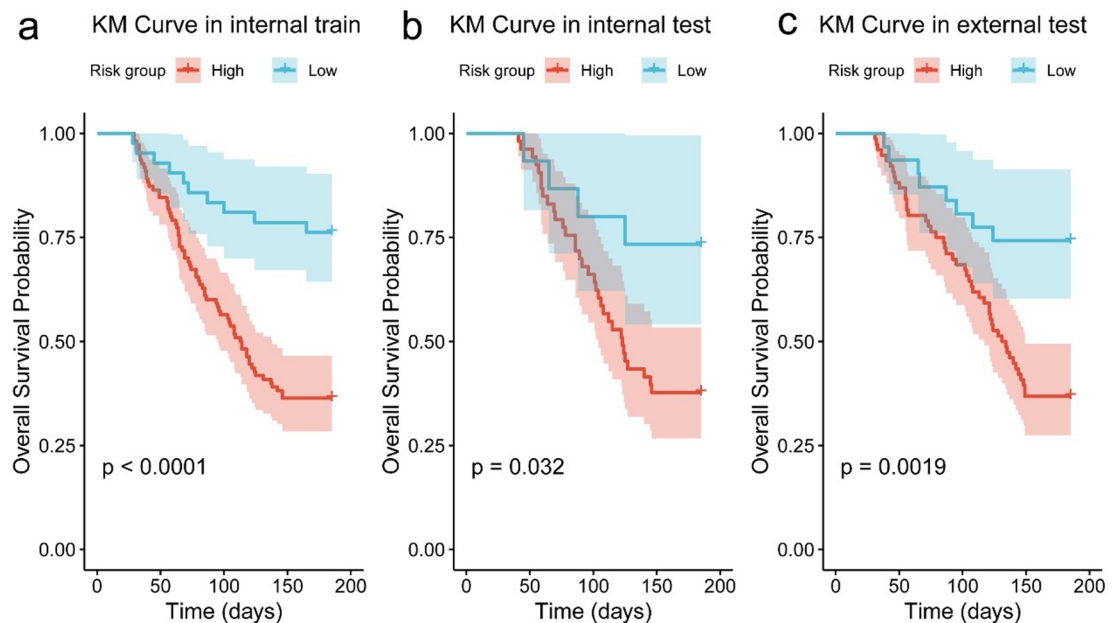 a KM Curve in internal train
Risk group High Low
Overall Survival Probability
1.00
0.75
0.50
0.25
0.00
p < 0.0001
0 50 100 150 200
Time (days)
b KM Curve in internal test
Risk group High Low
Overall Survival Probability
1.00
0.75
0.50
0.25
0.00
p = 0.032
0 50 100 150 200
Time (days)
c KM Curve in external test
Risk group High Low
Overall Survival Probability
1.00
0.75
0.50
0.25
0.00
p = 0.0019
0 50 100 150 200
Time (days)